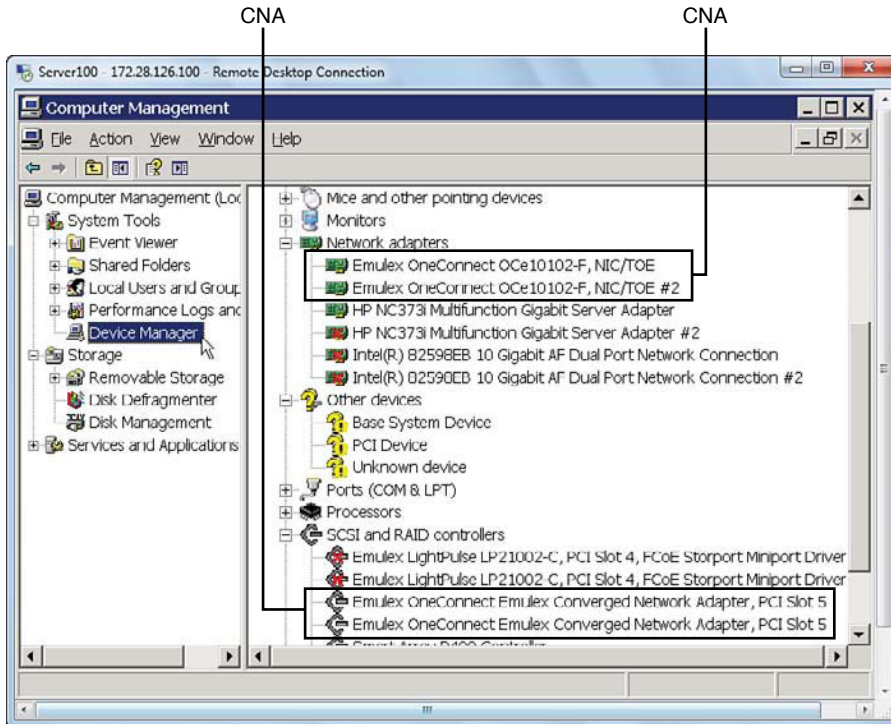 CNA CNA
Server100 - 172.28.126.100 - Remote Desktop Connection
Computer Management
File Action View Window Help
Computer Management (Loc
System Tools
Event Viewer
Shared Folders
Local Users and Group
Performance Logs and
Device Manager
Storage
Removable Storage
Disk Defragmenter
Disk Management
Services and Applications
Mice and other pointing devices
Monitors
Network adapters
Emulex OneConnect OCe10102-F, NIC/TOE
Emulex OneConnect OCe10102-F, NIC/TOE #2
HP NC373i Multifunction Gigabit Server Adapter
HP NC373i Multifunction Gigabit Server Adapter #2
Intel(R) 82598EB 10 Gigabit AF Dual Port Network Connection
Intel(R) 82598EB 10 Gigabit AF Dual Port Network Connection #2
Other devices
Base System Device
PCI Device
Unknown device
Ports (COM & LPT)
Processors
SCSI and RAID controllers
Emulex LightPulse LP21002-C, PCI Slot 4, FCoE Storport Miniport Driver
Emulex LightPulse LP21002-C, PCI Slot 4, FCoE Storport Miniport Driver
Emulex OneConnect Emulex Converged Network Adapter, PCI Slot 5
Emulex OneConnect Emulex Converged Network Adapter, PCI Slot 5